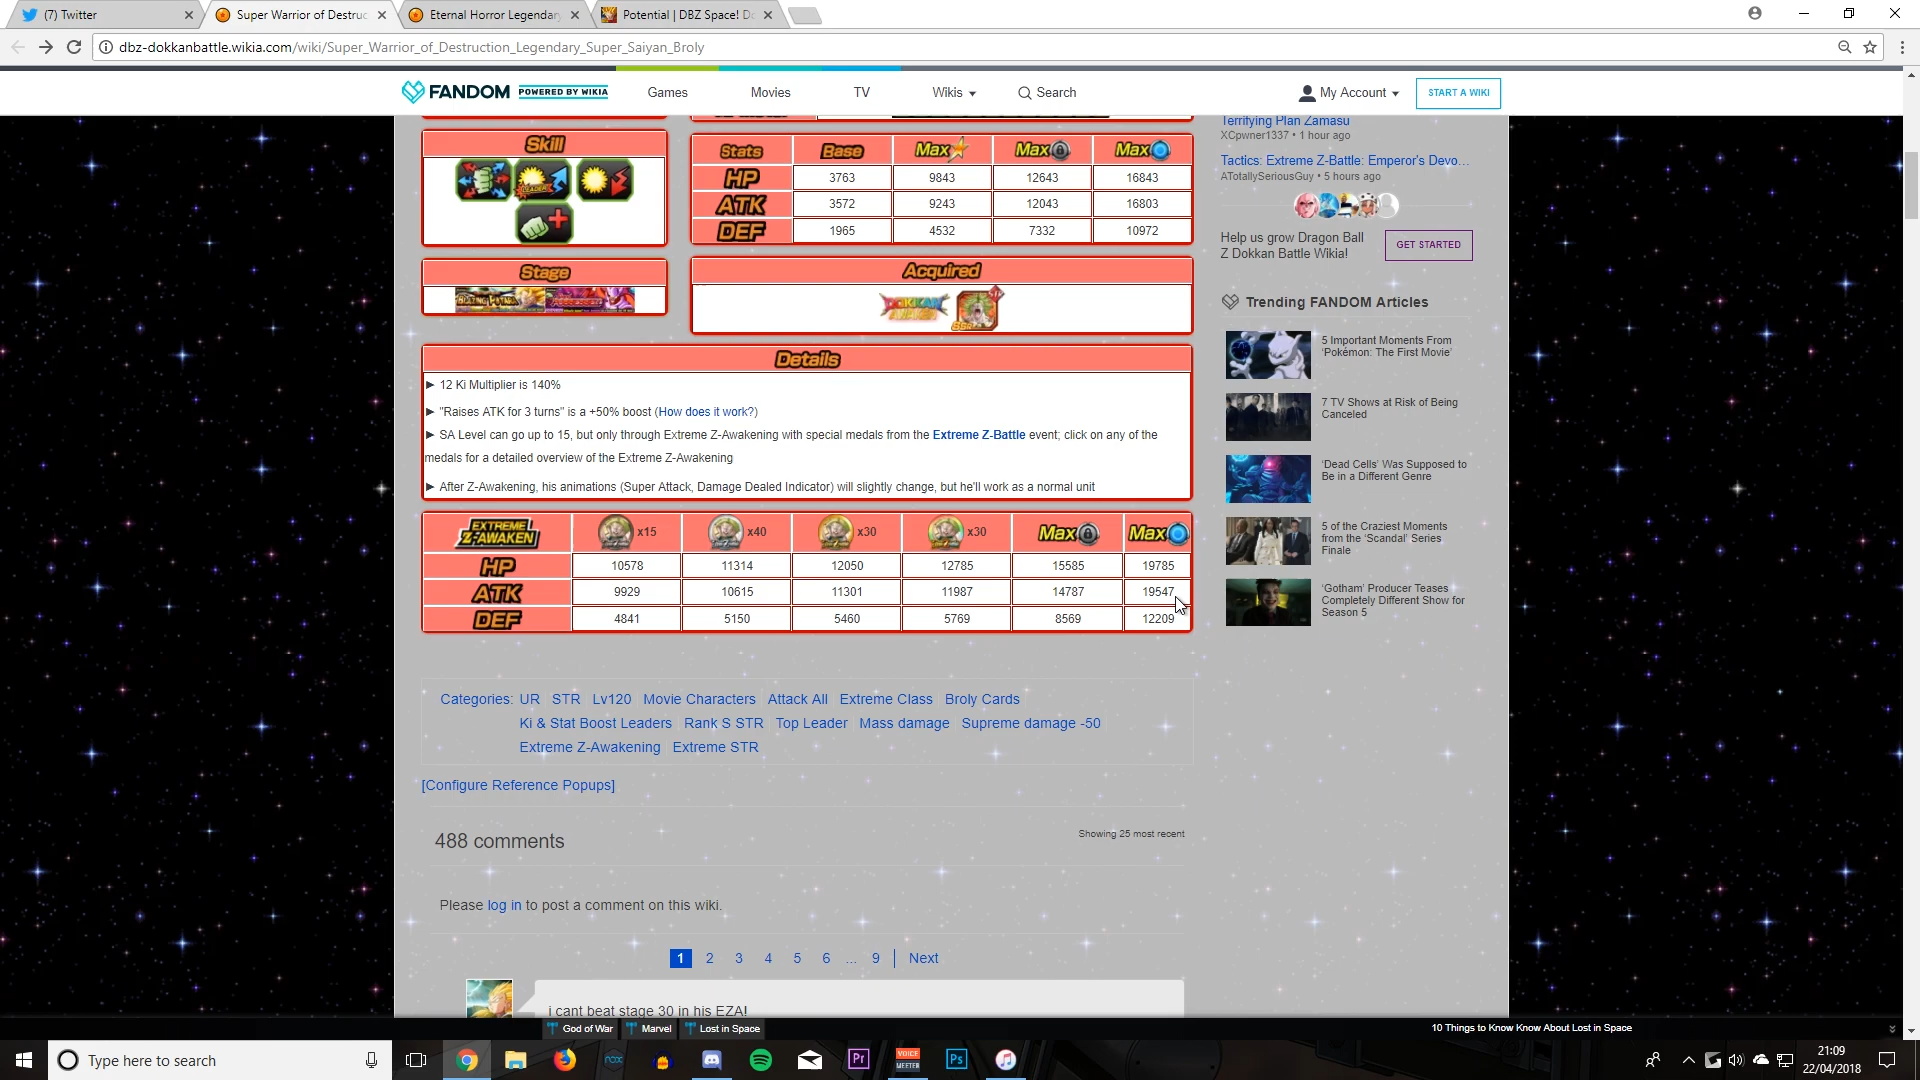 (7) Twitter
Super Warrior of Destruc
Eternal Horror Legendary
Potential | DBZ Space! Do
dbz-dokkanbattle.wikia.com/wiki/Super_Warrior_of_Destruction_Legendary_Super_Saiyan_Broly
FANDOM POWERED BY WIKIA
Games
Movies
TV
Wikis
Search
My Account
START A WIKI
Skill
Stage
Stats Base Max Max Max
HP 3763 9843 12643 16843
ATK 3572 9243 12043 16803
DEF 1965 4532 7332 10972
Acquired
DOKKAN AWAKEN
SSR
Details
► 12 Ki Multiplier is 140%
► "Raises ATK for 3 turns" is a +50% boost (How does it work?)
► SA Level can go up to 15, but only through Extreme Z-Awakening with special medals from the Extreme Z-Battle event; click on any of the
medals for a detailed overview of the Extreme Z-Awakening
► After Z-Awakening, his animations (Super Attack, Damage Dealed Indicator) will slightly change, but he'll work as a normal unit
EXTREME Z-AWAKEN x15 x40 x30 x30 Max Max
HP 10578 11314 12050 12785 15585 19785
ATK 9929 10615 11301 11987 14787 19547
DEF 4841 5150 5460 5769 8569 12209
Categories: UR STR Lv120 Movie Characters Attack All Extreme Class Broly Cards
Ki & Stat Boost Leaders Rank S STR Top Leader Mass damage Supreme damage -50
Extreme Z-Awakening Extreme STR
[Configure Reference Popups]
488 comments
Showing 25 most recent
Please log in to post a comment on this wiki.
1 2 3 4 5 6 ... 9 | Next
i cant beat stage 30 in his EZA!
Terrifying Plan Zamasu
XCpwner1337 • 1 hour ago
Tactics: Extreme Z-Battle: Emperor's Devo...
ATotallySeriousGuy • 5 hours ago
Help us grow Dragon Ball
Z Dokkan Battle Wikia!
GET STARTED
Trending FANDOM Articles
5 Important Moments From
'Pokémon: The First Movie'
7 TV Shows at Risk of Being
Canceled
'Dead Cells' Was Supposed to
Be in a Different Genre
5 of the Craziest Moments
from the 'Scandal' Series
Finale
'Gotham' Producer Teases
Completely Different Show for
Season 5
God of War
Marvel
Lost in Space
10 Things to Know Know About Lost in Space
Type here to search
nox
Pr
VOICE MEETER
Ps
21:09
22/04/2018